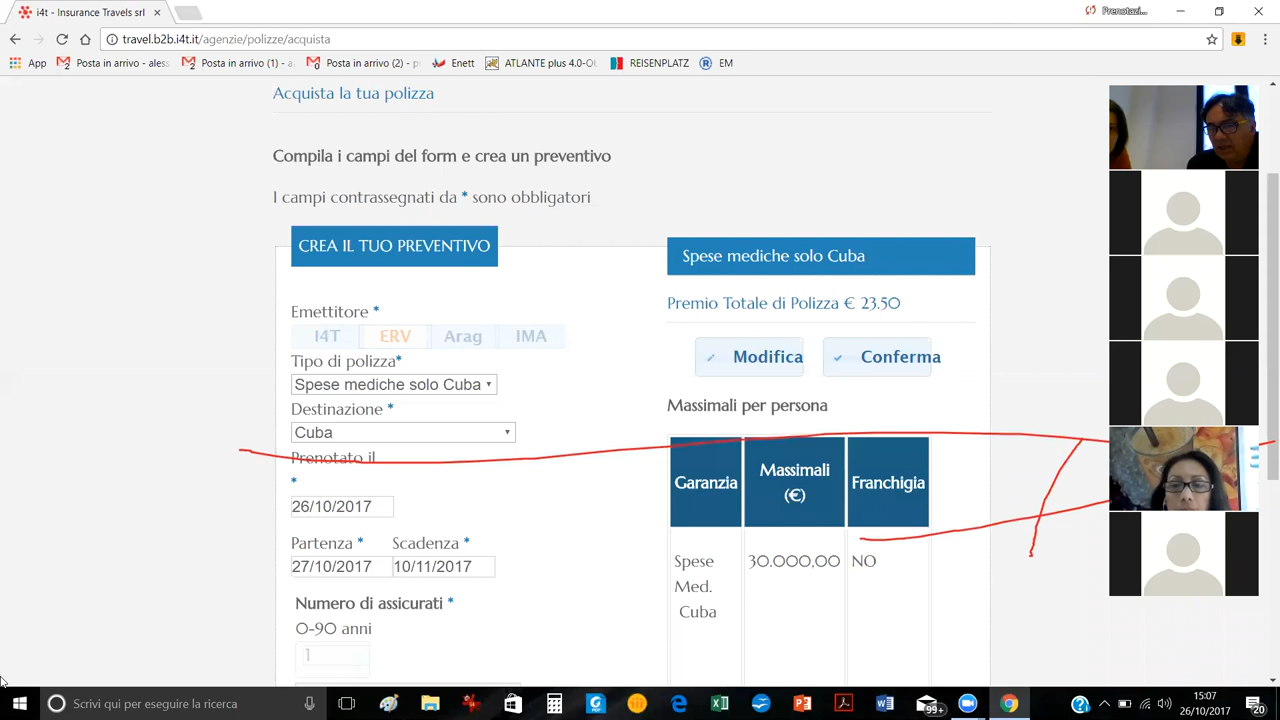 i4t - Insurance Travels srl
Prenotazi...
travel.b2b.i4t.it/agenzie/polizze/acquista
App
Posta in arrivo - aless
Posta in arrivo (1) - a
Posta in arrivo (2) - p
Enett
ATLANTE plus 4.0-OU
REISENPLATZ
EM
Acquista la tua polizza
Compila i campi del form e crea un preventivo
I campi contrassegnati da * sono obbligatori
CREA IL TUO PREVENTIVO
Emettitore *
I4T ERV Arag IMA
Tipo di polizza*
Spese mediche solo Cuba
Destinazione *
Cuba
Prenotato il
*
26/10/2017
Partenza * Scadenza *
27/10/2017 10/11/2017
Numero di assicurati *
0-90 anni
1
Spese mediche solo Cuba
Premio Totale di Polizza € 23.50
Modifica Conferma
Massimali per persona
Garanzia Massimali (€) Franchigia
Spese Med. Cuba 30.000,00 NO
Scrivi qui per eseguire la ricerca
99+
15:07
26/10/2017
20